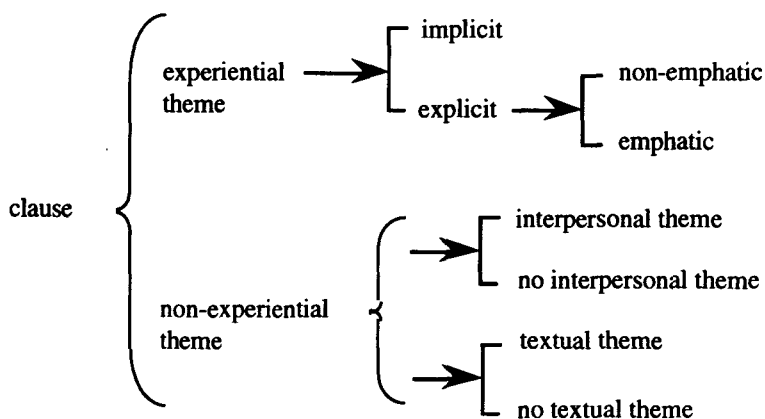 implicit
experiential
theme
non-emphatic
explicit
emphatic
clause
interpersonal theme
no interpersonal theme
non-experiential
theme
textual theme
no textual theme